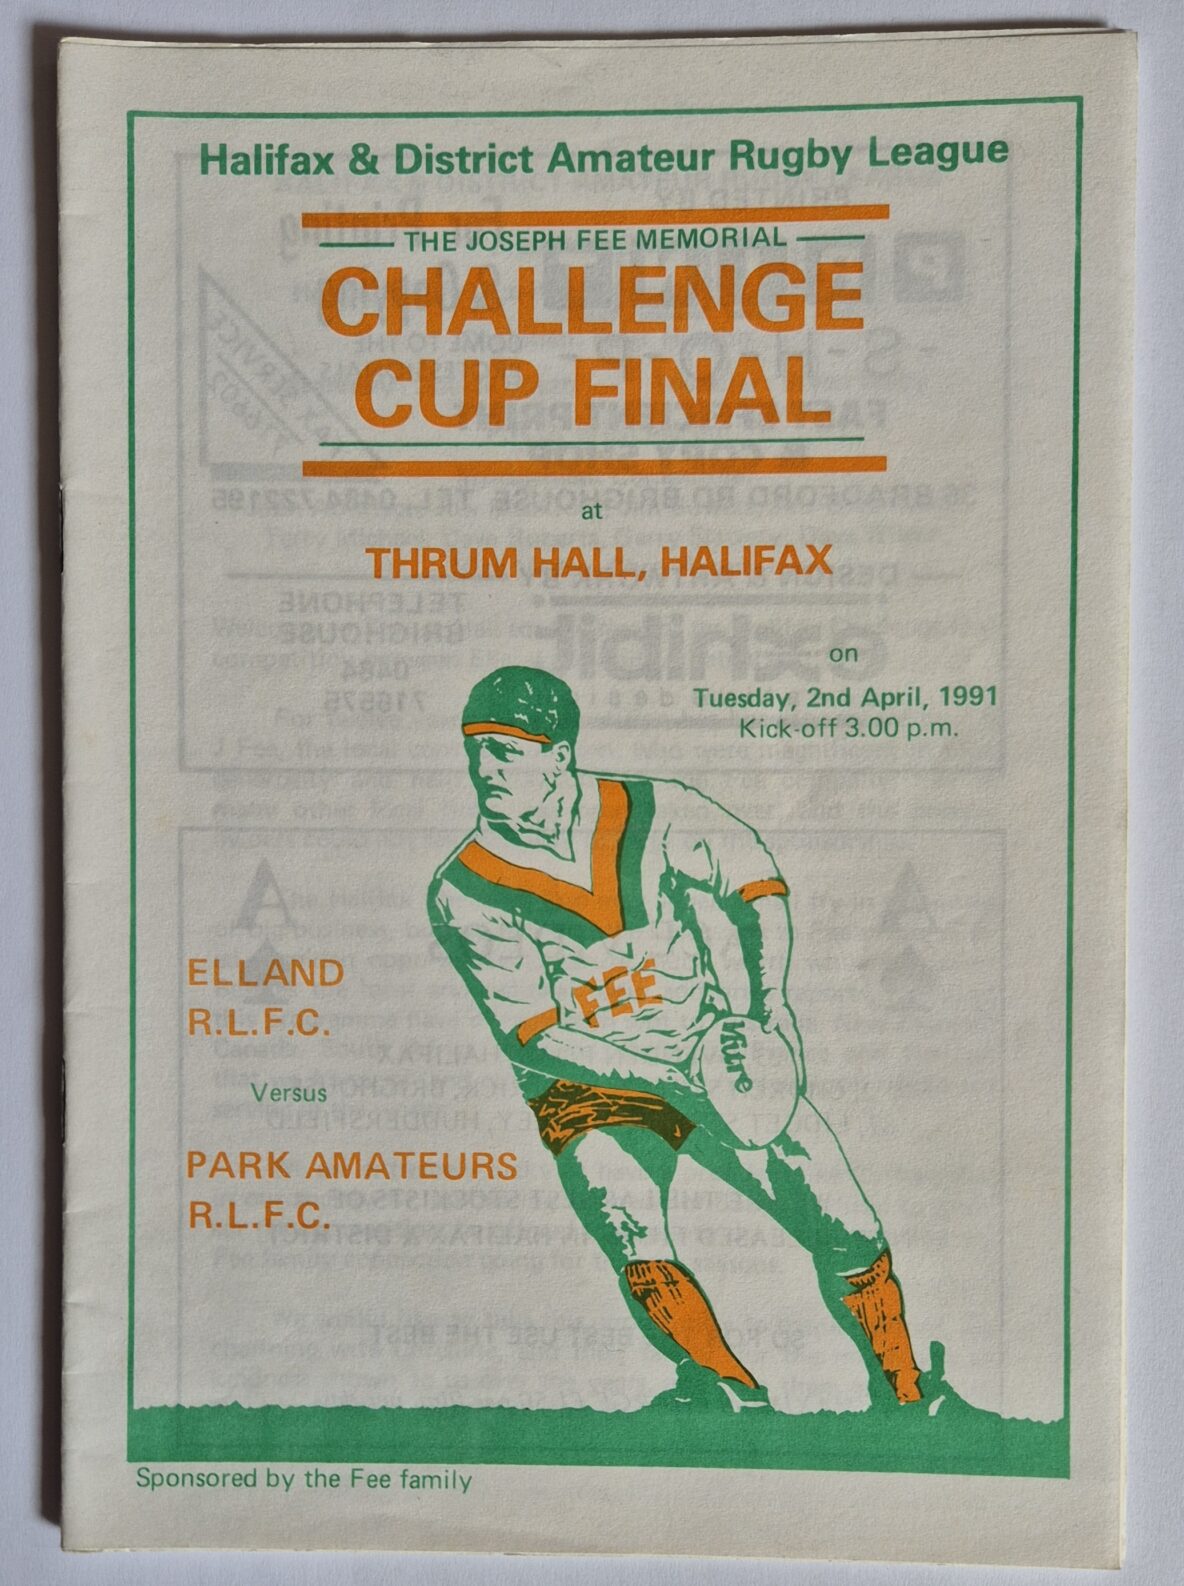 Halifax & District Amateur Rugby League
THE JOSEPH FEE MEMORIAL
CHALLENGE
CUP FINAL
at
THRUM HALL, HALIFAX
on
Tuesday, 2nd April, 1991
Kick-off 3.00 p.m.
ELLAND
R.L.F.C.
Versus
PARK AMATEURS
R.L.F.C.
FEE
Mitre
Sponsored by the Fee family